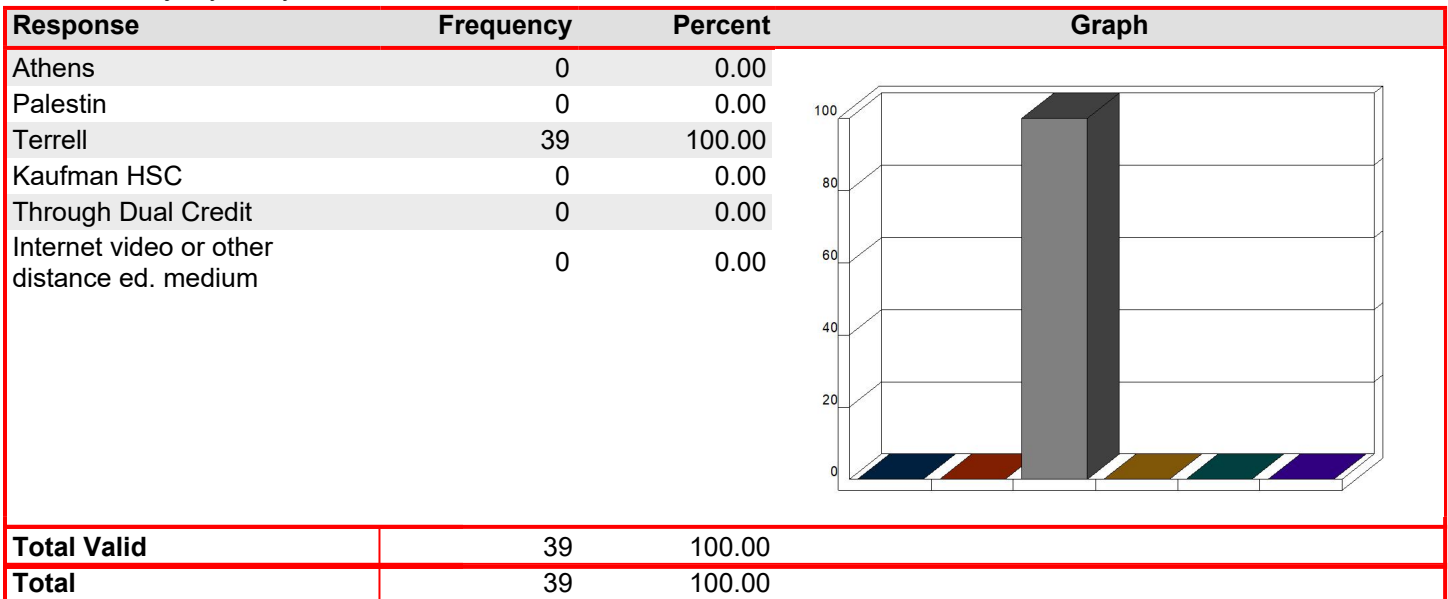 Response Frequency Percent Graph
Athens 0 0.00
Palestin 0 0.00
Terrell 39 100.00
Kaufman HSC 0 0.00
Through Dual Credit 0 0.00
Internet video or other
distance ed. medium 0 0.00
100
80
60
40
20
0
Total Valid 39 100.00
Total 39 100.00